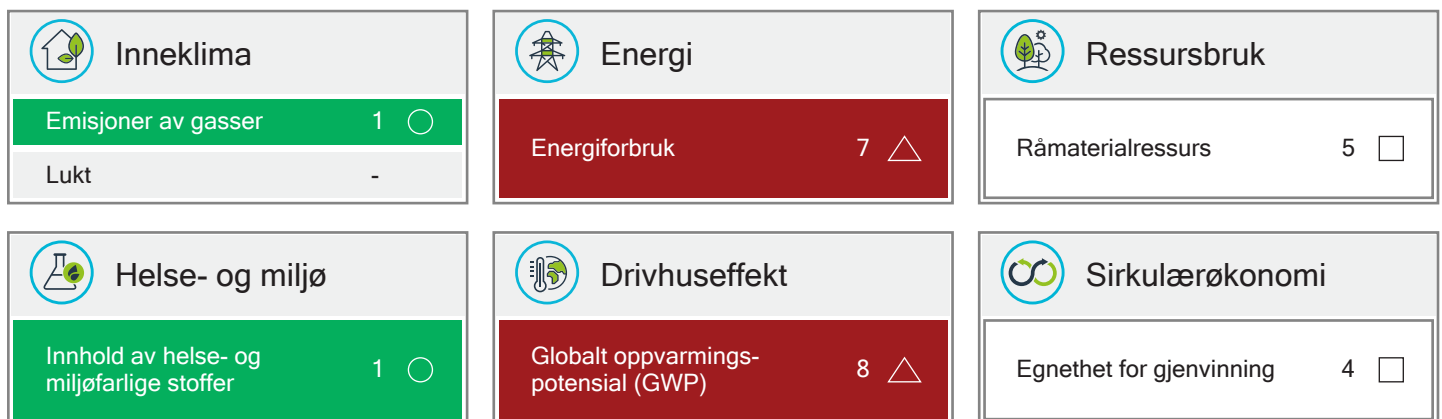 Inneklima
Emisjoner av gasser 1
Lukt -
Energi
Energiforbruk 7
Ressursbruk
Råmaterialressurs 5
Helse- og miljø
Innhold av helse- og
miljøfarlige stoffer 1
Drivhuseffekt
Globalt oppvarmings-
potensial (GWP) 8
Sirkulærøkonomi
Egnethet for gjenvinning 4